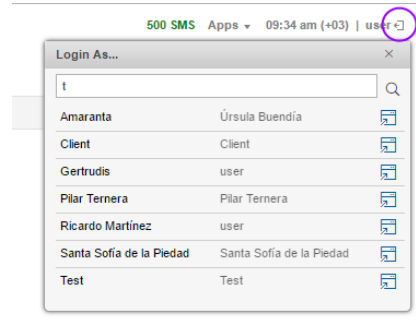 500 SMS Apps 09:34 am (+03) | user
Login As... ×
t
Amaranta Úrsula Buendía
Client Client
Gertrudis user
Pilar Ternera Pilar Ternera
Ricardo Martínez user
Santa Sofía de la Piedad Santa Sofía de la Piedad
Test Test